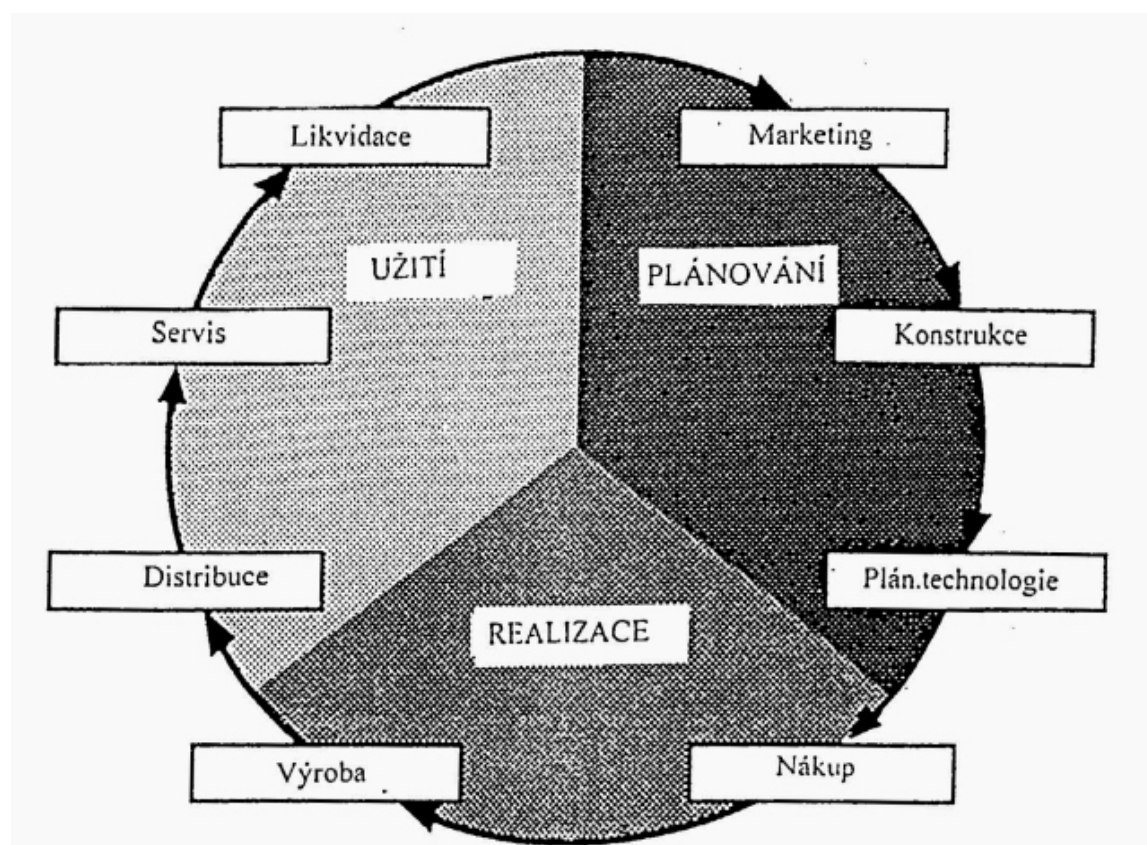 Likvidace
Marketing
UŽITÍ
PLÁNOVÁNÍ
Servis
Konstrukce
Distribuce
Plán.technologie
REALIZACE
Výroba
Nákup